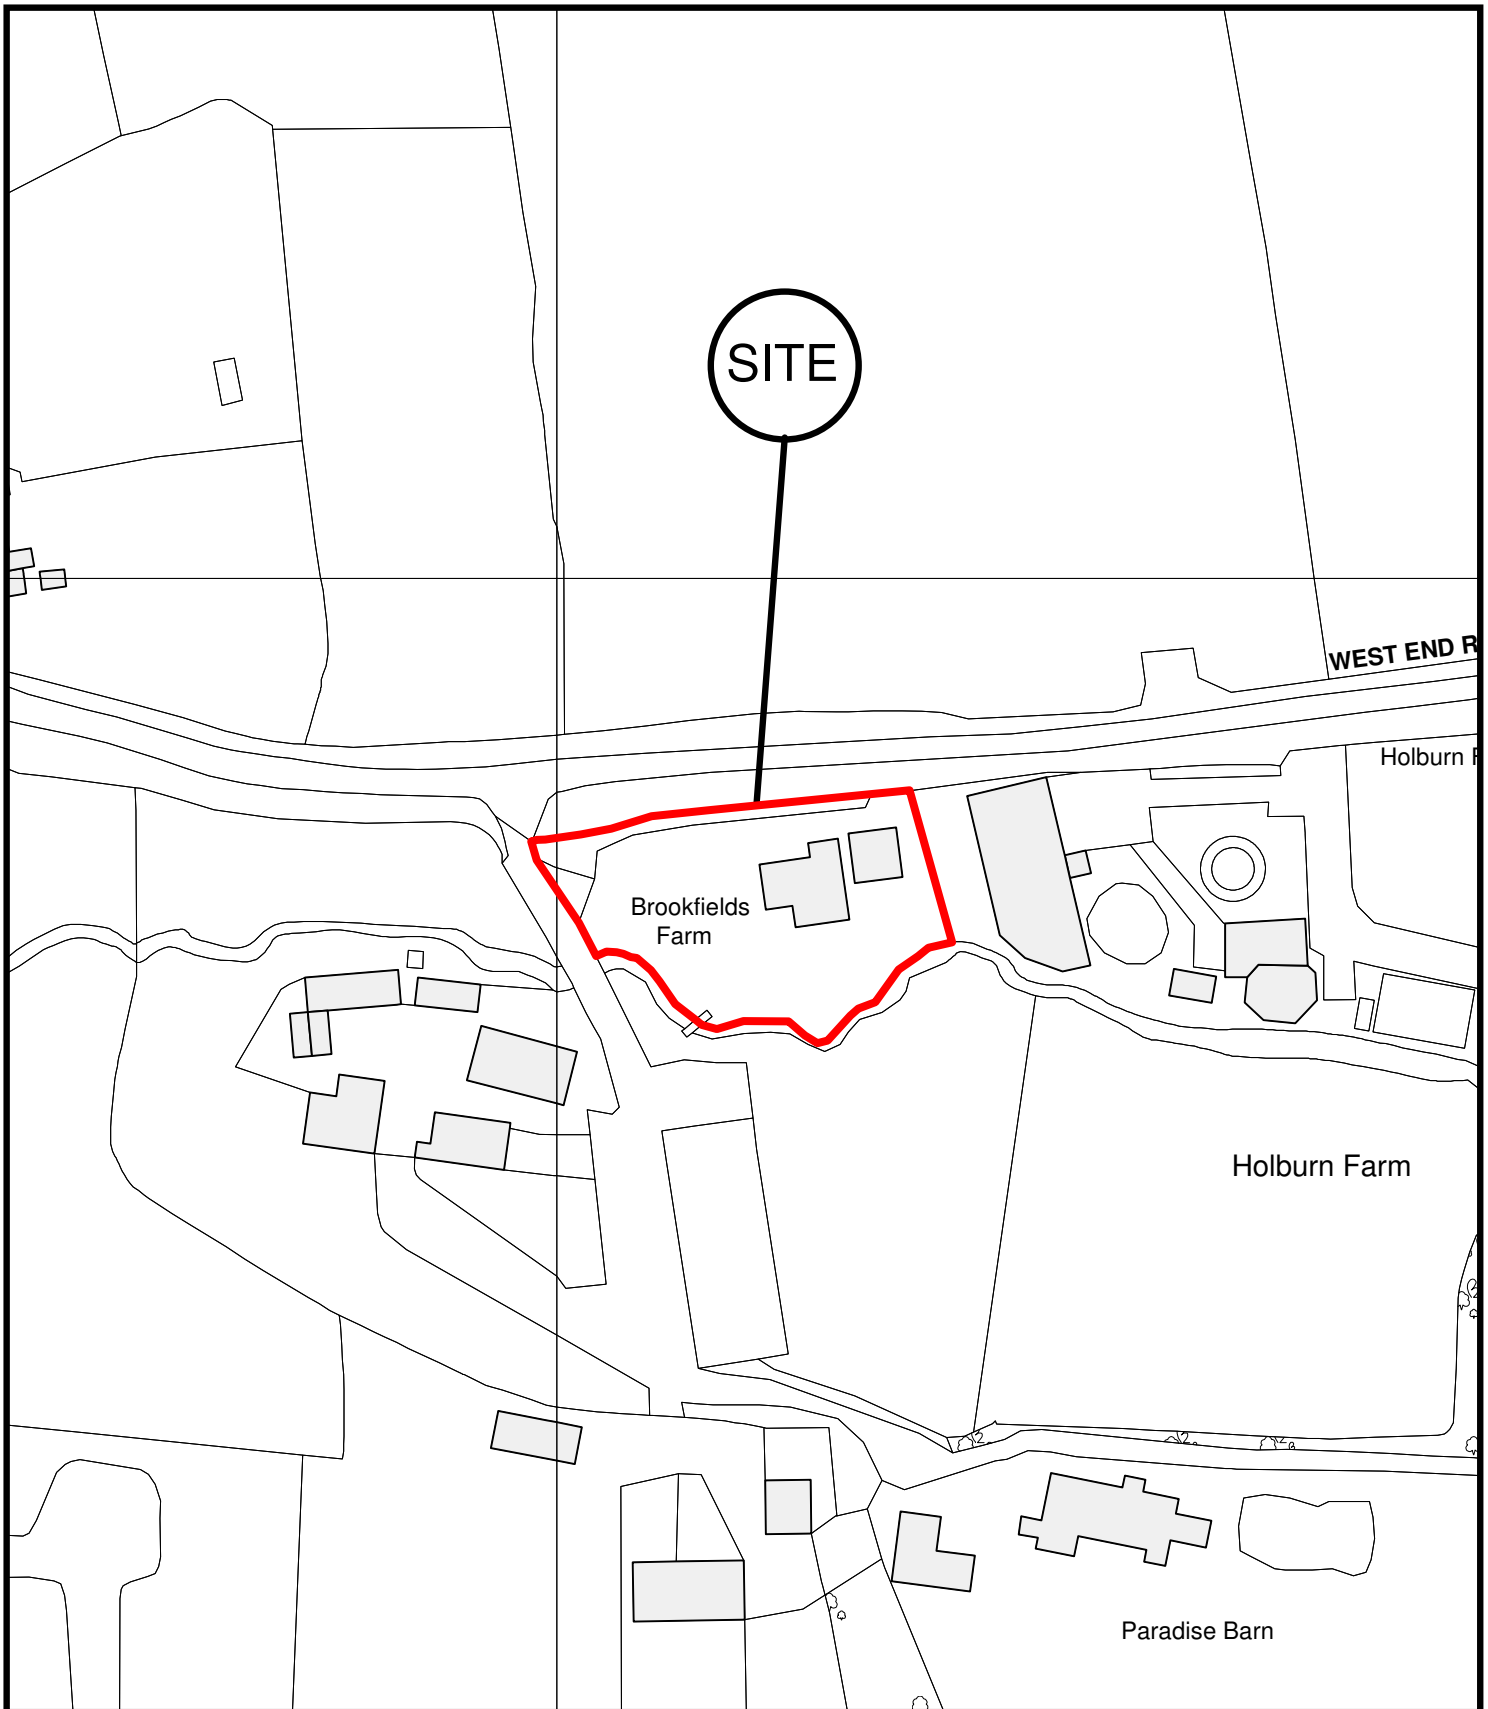 SITE
WEST END R
Holburn F
Brookfields
Farm
Holburn Farm
Paradise Barn